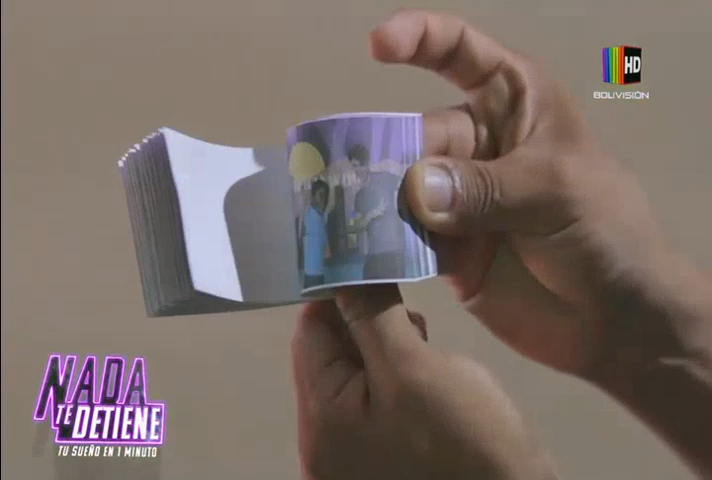 HD
BOLIVISIÓN
NADA
TE
DETIENE
TU SUEÑO EN 1 MINUTO